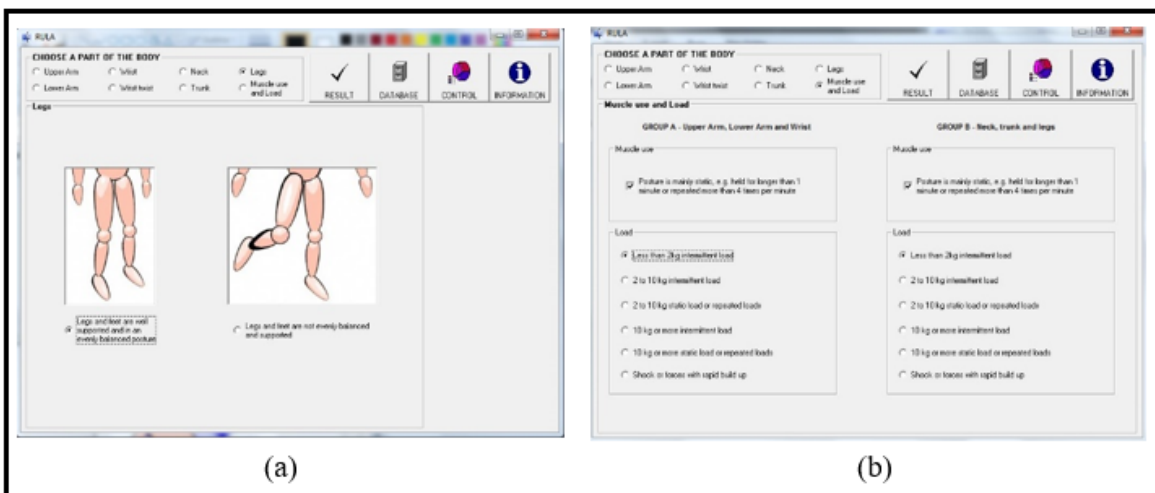 RULA
CHOOSE A PART OF THE BODY
Upper Arm
Wrist
Neck
Legs
Lower Arm
Wrist twist
Trunk
Muscle use
and Load
RESULT
DATABASE
CONTROL
INFORMATION
Legs
Legs and feet are well
supported and in an
evenly balanced posture
Legs and feet are not evenly balanced
and supported
(a)
RULA
CHOOSE A PART OF THE BODY
Upper Arm
Wrist
Neck
Legs
Lower Arm
Wrist twist
Trunk
Muscle use
and Load
RESULT
DATABASE
CONTROL
INFORMATION
Muscle use and Load
GROUP A - Upper Arm, Lower Arm and Wrist
Muscle use
Posture is mainly static, e.g. held for longer than 1
minute or repeated more than 4 times per minute
Load
Less than 2kg intermittent load
2 to 10 kg intermittent load
2 to 10 kg static load or repeated loads
10 kg or more intermittent load
10 kg or more static load or repeated loads
Shock or forces with rapid build up
GROUP B - Neck, trunk and legs
Muscle use
Posture is mainly static, e.g. held for longer than 1
minute or repeated more than 4 times per minute
Load
Less than 2kg intermittent load
2 to 10 kg intermittent load
2 to 10 kg static load or repeated loads
10 kg or more intermittent load
10 kg or more static load or repeated loads
Shock or forces with rapid build up
(b)